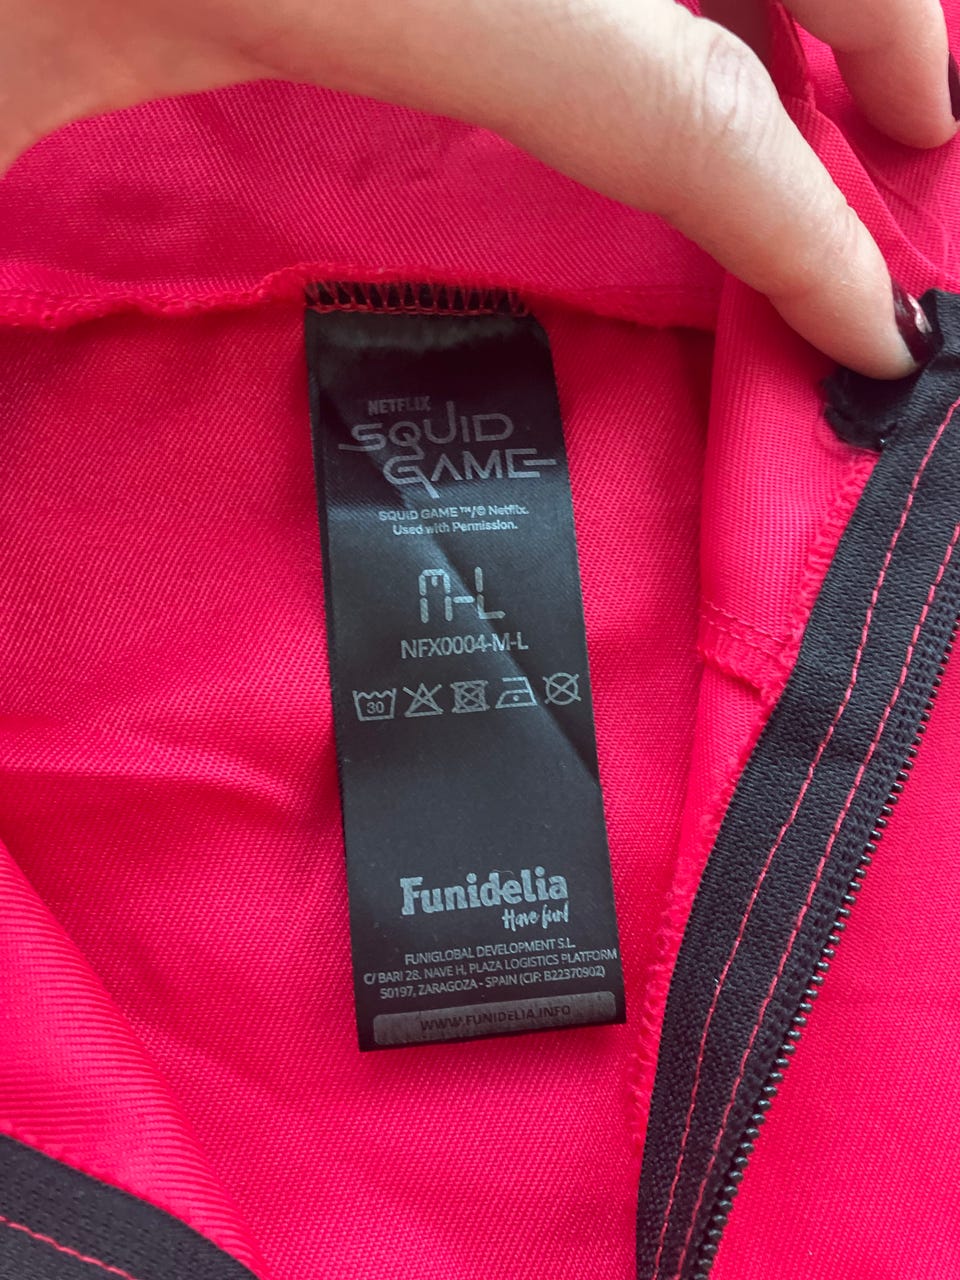 NETFLIX
SQUID
GAME
SQUID GAME ™/© Netflix.
Used with Permission.
M-L
NFX0004-M-L
30
Funidelia
Have fun!
FUNIGLOBAL DEVELOPMENT S.L.
C/ BARI 28. NAVE H, PLAZA LOGISTICS PLATFORM
50197, ZARAGOZA - SPAIN (CIF: B22370902)
WWW.FUNIDELIA.INFO